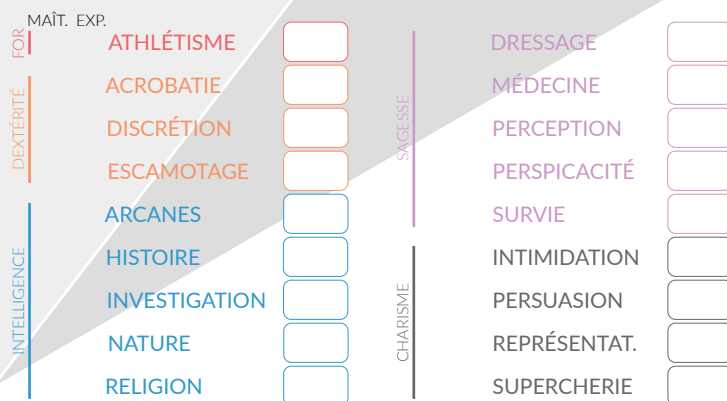 MAÎT. EXP.
FOR
ATHLÉTISME
DEXTÉRITÉ
ACROBATIE
DISCRÉTION
ESCAMOTAGE
INTELLIGENCE
ARCANES
HISTOIRE
INVESTIGATION
NATURE
RELIGION
SAGESSE
DRESSAGE
MÉDECINE
PERCEPTION
PERSPICACITÉ
SURVIE
CHARISME
INTIMIDATION
PERSUASION
REPRÉSENTAT.
SUPERCHERIE